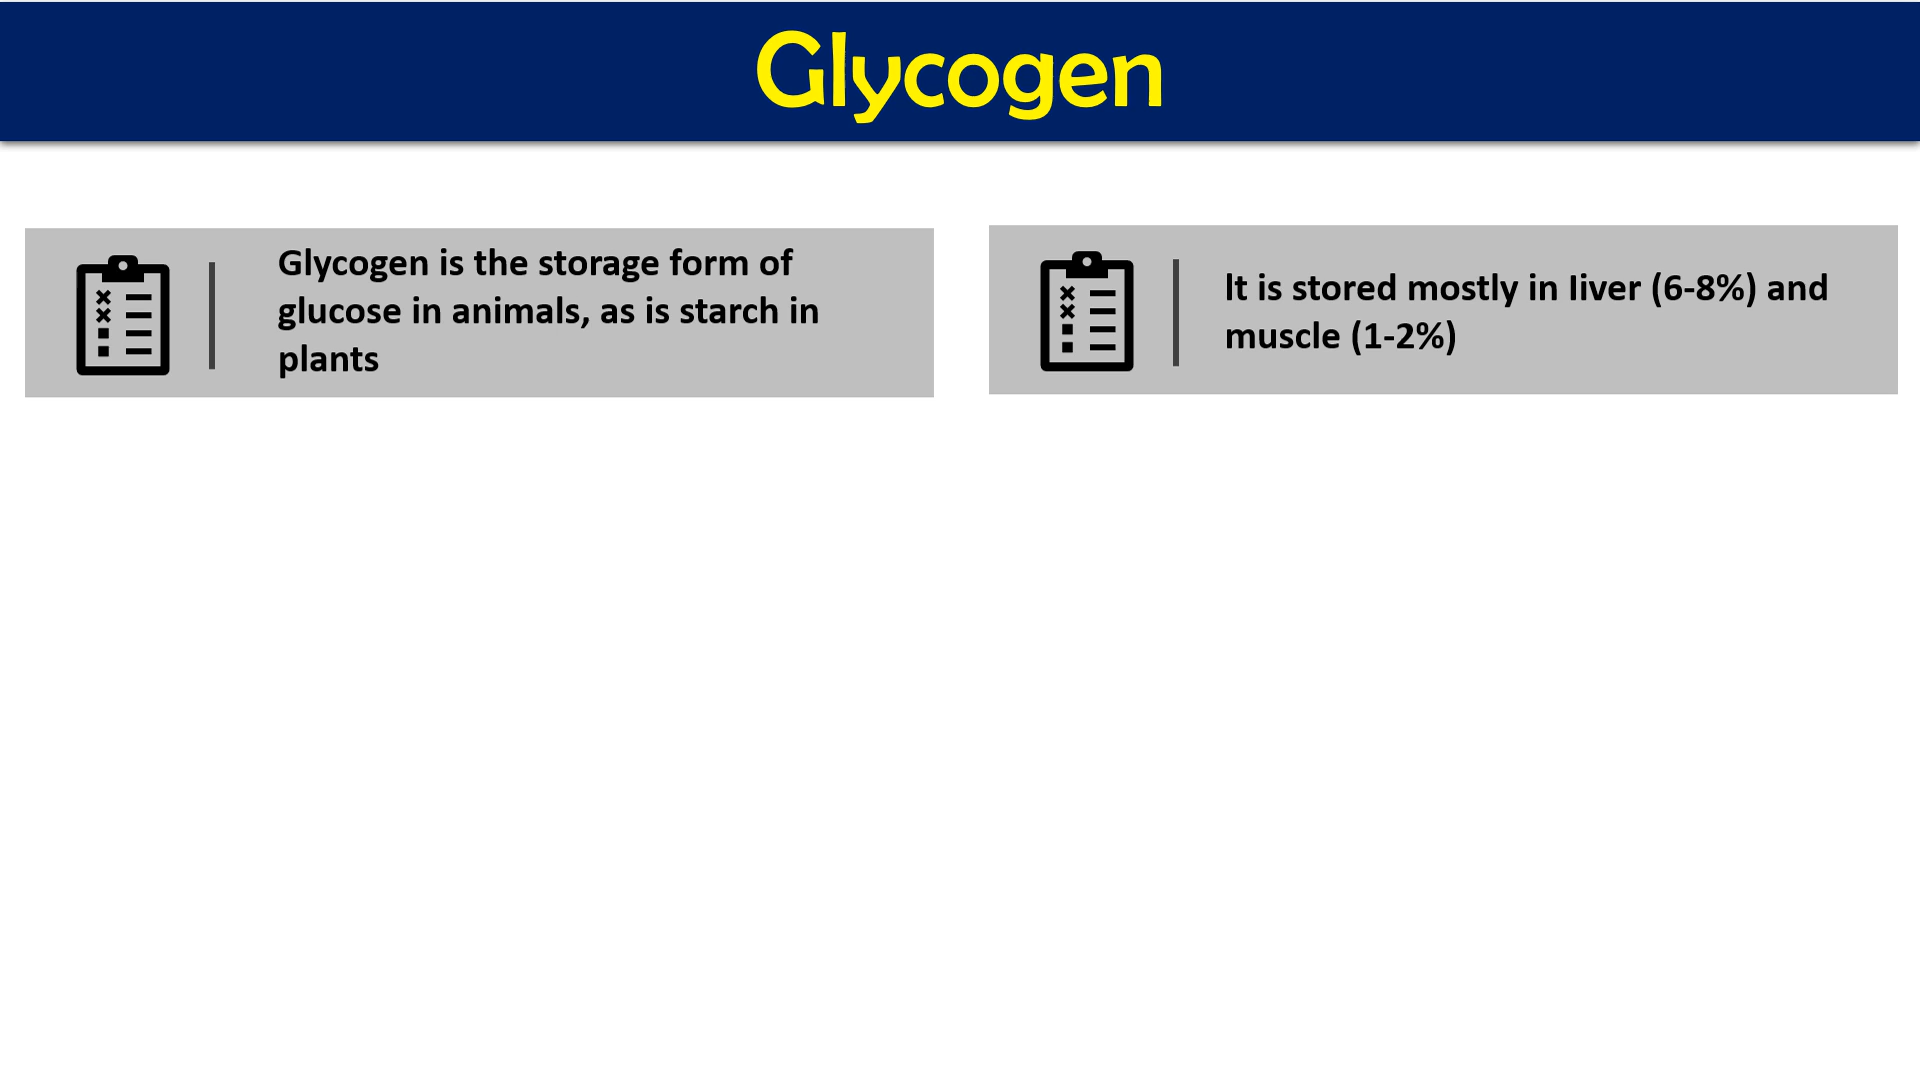 Glycogen
Glycogen is the storage form of
glucose in animals, as is starch in
plants
It is stored mostly in Iiver (6-8%) and
muscle (1-2%)